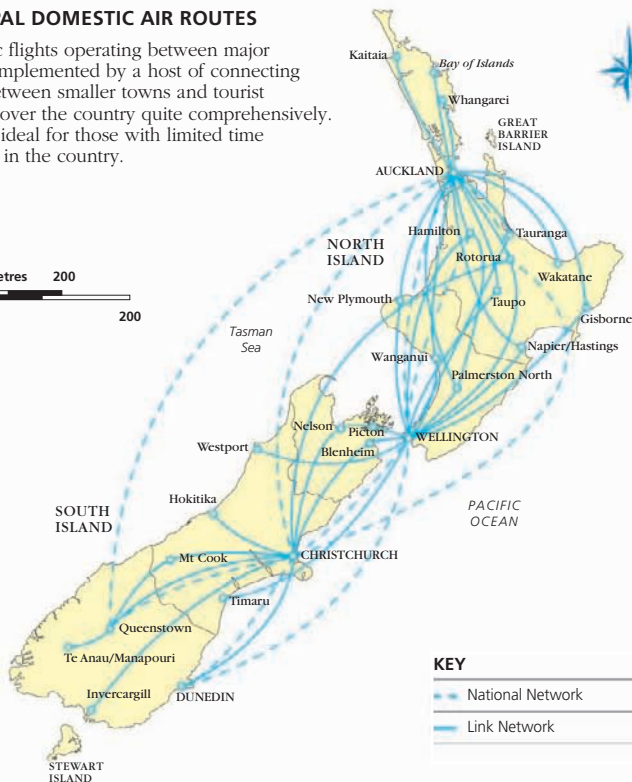 PAL DOMESTIC AIR ROUTES
c flights operating between major
mplemented by a host of connecting
etween smaller towns and tourist
over the country quite comprehensively.
ideal for those with limited time
in the country.
etres 200
200
Kaitaia
Bay of Islands
Whangarei
GREAT
BARRIER
ISLAND
AUCKLAND
Hamilton
Tauranga
NORTH
ISLAND
Rotorua
Wakatane
New Plymouth
Taupo
Gisborne
Tasman
Sea
Napier/Hastings
Wanganui
Palmerston North
Nelson
Picton
WELLINGTON
Westport
Blenheim
Hokitika
PACIFIC
OCEAN
SOUTH
ISLAND
Mt Cook
CHRISTCHURCH
Timaru
Queenstown
Te Anau/Manapouri
Invercargill
DUNEDIN
STEWART
ISLAND
KEY
National Network
Link Network